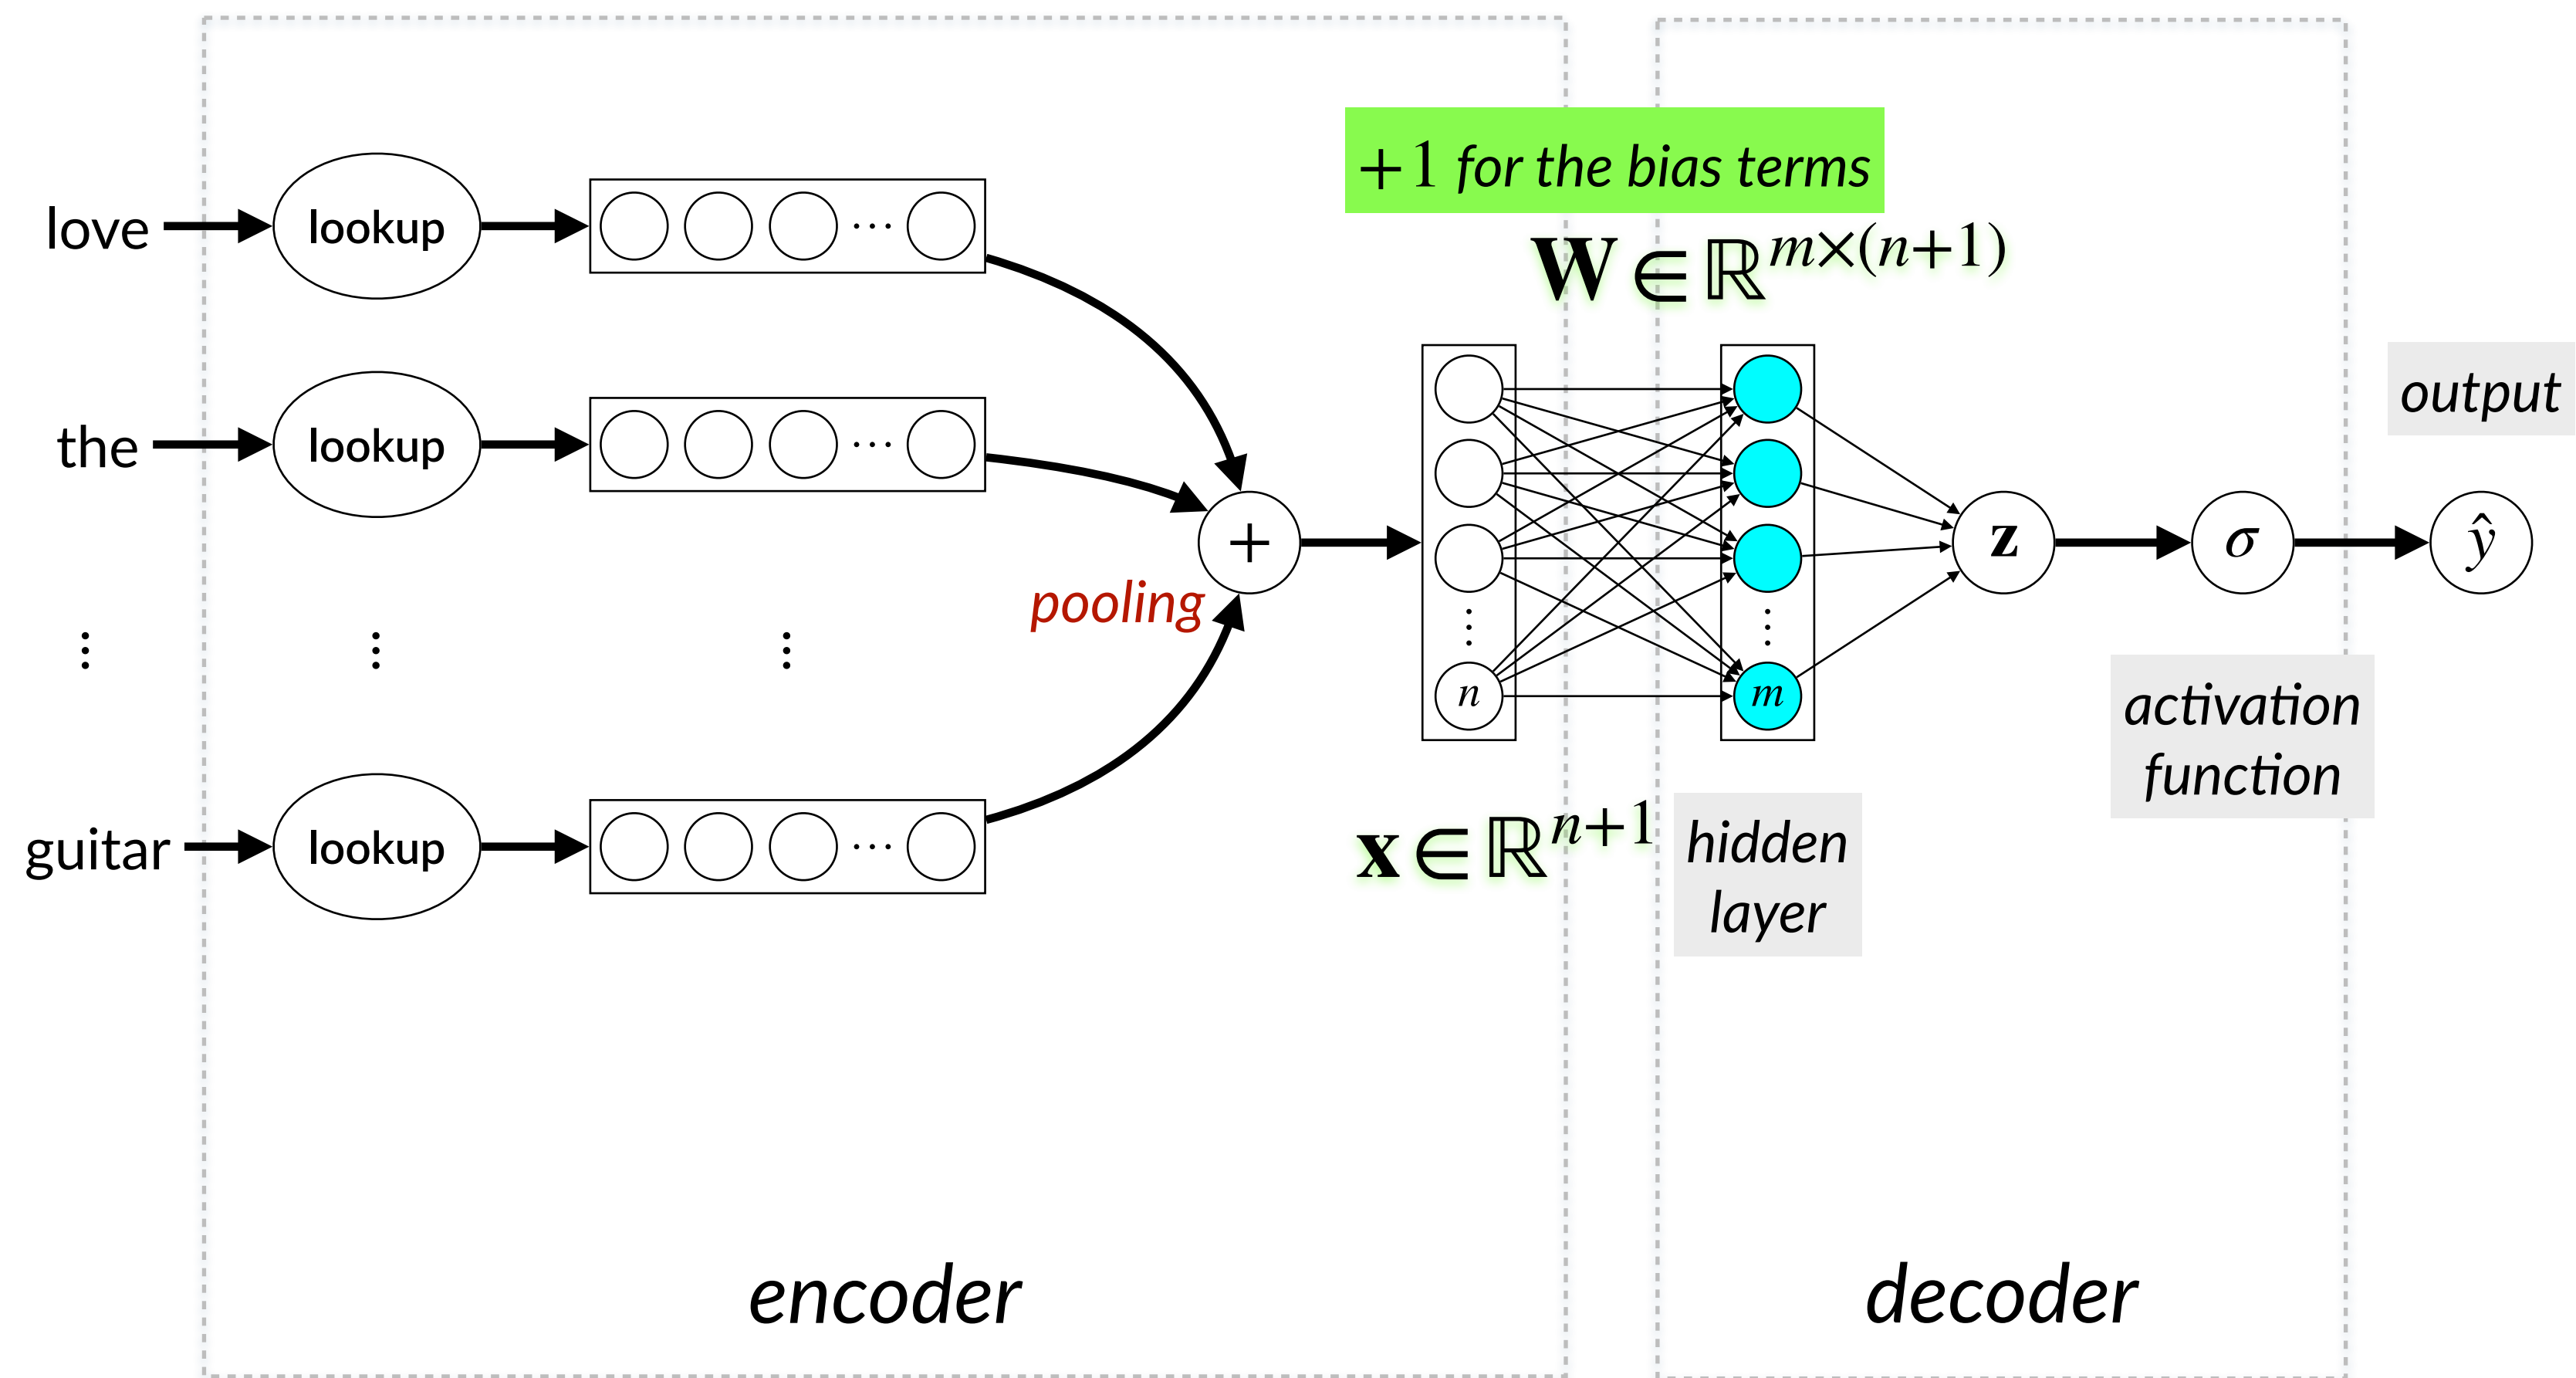 +1 for the bias terms
W ∈ ℝ^{m×(n+1)}
love
lookup
⋯
the
lookup
⋯
+
pooling
⋮
⋮
⋮
guitar
lookup
⋯
⋮
n
x ∈ ℝ^{n+1}
⋮
m
hidden
layer
z
σ
activation
function
output
ŷ
encoder
decoder